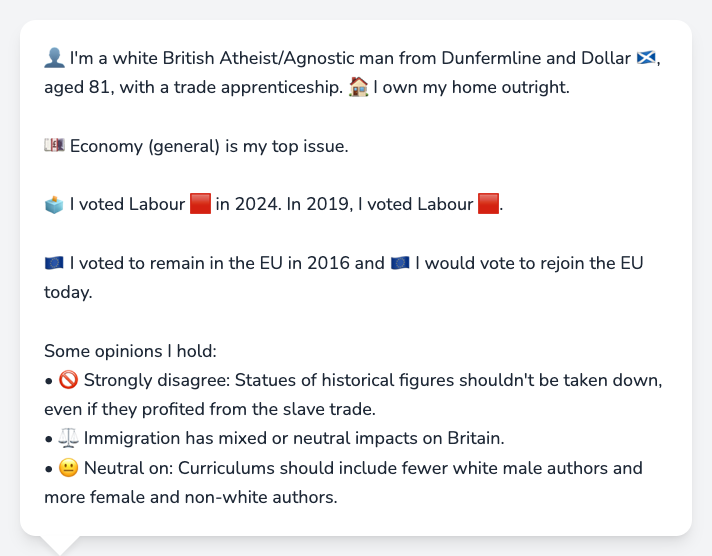 👤 I'm a white British Atheist/Agnostic man from Dunfermline and Dollar 🏴󠁧󠁢󠁳󠁣󠁴󠁿,
aged 81, with a trade apprenticeship. 🏠 I own my home outright.
💷 Economy (general) is my top issue.
🗳️ I voted Labour 🟥 in 2024. In 2019, I voted Labour 🟥.
🇪🇺 I voted to remain in the EU in 2016 and 🇪🇺 I would vote to rejoin the EU
today.
Some opinions I hold:
• 🚫 Strongly disagree: Statues of historical figures shouldn't be taken down,
even if they profited from the slave trade.
• ⚖️ Immigration has mixed or neutral impacts on Britain.
• 😐 Neutral on: Curriculums should include fewer white male authors and
more female and non-white authors.